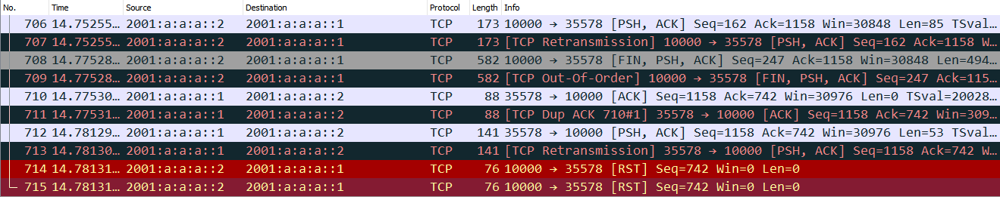 No. Time Source Destination Protocol Length Info
706 14.75255… 2001:a:a:a::2 2001:a:a:a::1 TCP 173 10000 → 35578 [PSH, ACK] Seq=162 Ack=1158 Win=30848 Len=85 TSval…
707 14.75255… 2001:a:a:a::2 2001:a:a:a::1 TCP 173 [TCP Retransmission] 10000 → 35578 [PSH, ACK] Seq=162 Ack=1158 W…
708 14.77528… 2001:a:a:a::2 2001:a:a:a::1 TCP 582 10000 → 35578 [FIN, PSH, ACK] Seq=247 Ack=1158 Win=30848 Len=494…
709 14.77528… 2001:a:a:a::2 2001:a:a:a::1 TCP 582 [TCP Out-Of-Order] 10000 → 35578 [FIN, PSH, ACK] Seq=247 Ack=115…
710 14.77530… 2001:a:a:a::1 2001:a:a:a::2 TCP 88 35578 → 10000 [ACK] Seq=1158 Ack=742 Win=30976 Len=0 TSval=20028…
711 14.77531… 2001:a:a:a::1 2001:a:a:a::2 TCP 88 [TCP Dup ACK 710#1] 35578 → 10000 [ACK] Seq=1158 Ack=742 Win=309…
712 14.78129… 2001:a:a:a::1 2001:a:a:a::2 TCP 141 35578 → 10000 [PSH, ACK] Seq=1158 Ack=742 Win=30976 Len=53 TSval…
713 14.78130… 2001:a:a:a::1 2001:a:a:a::2 TCP 141 [TCP Retransmission] 35578 → 10000 [PSH, ACK] Seq=1158 Ack=742 W…
714 14.78131… 2001:a:a:a::2 2001:a:a:a::1 TCP 76 10000 → 35578 [RST] Seq=742 Win=0 Len=0
715 14.78131… 2001:a:a:a::2 2001:a:a:a::1 TCP 76 10000 → 35578 [RST] Seq=742 Win=0 Len=0